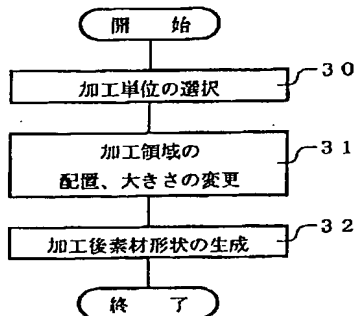 開 始
加工単位の選択
30
加工領域の
配置、大きさの変更
31
加工後素材形状の生成
32
終 了